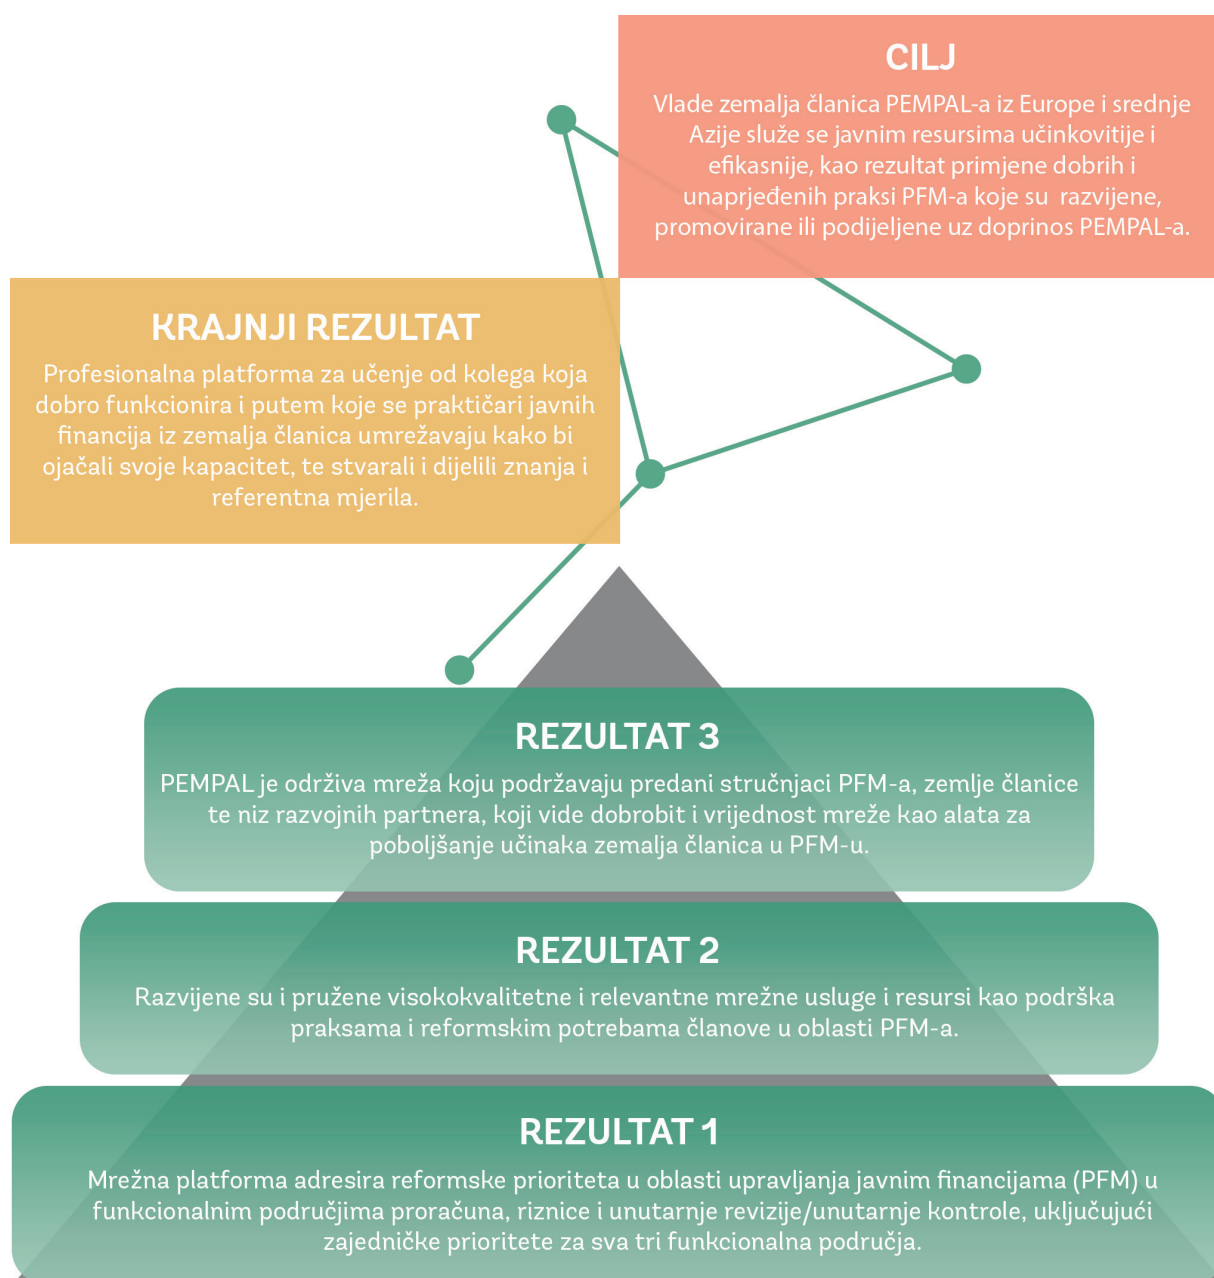 CILJ
Vlade zemalja članica PEMPAL-a iz Europe i srednje
Azije služe se javnim resursima učinkovitije i
efikasnije, kao rezultat primjene dobrih i
unaprjeđenih praksi PFM-a koje su razvijene,
promovirane ili podijeljene uz doprinos PEMPAL-a.
KRAJNJI REZULTAT
Profesionalna platforma za učenje od kolega koja
dobro funkcionira i putem koje se praktičari javnih
financija iz zemalja članica umrežavaju kako bi
ojačali svoje kapacitet, te stvarali i dijelili znanja i
referentna mjerila.
REZULTAT 3
PEMPAL je održiva mreža koju podržavaju predani stručnjaci PFM-a, zemlje članice
te niz razvojnih partnera, koji vide dobrobit i vrijednost mreže kao alata za
poboljšanje učinaka zemalja članica u PFM-u.
REZULTAT 2
Razvijene su i pružene visokokvalitetne i relevantne mrežne usluge i resursi kao podrška
praksama i reformskim potrebama članove u oblasti PFM-a.
REZULTAT 1
Mrežna platforma adresira reformske prioriteta u oblasti upravljanja javnim financijama (PFM) u
funkcionalnim područjima proračuna, riznice i unutarnje revizije/unutarnje kontrole, uključujući
zajedničke prioritete za sva tri funkcionalna područja.